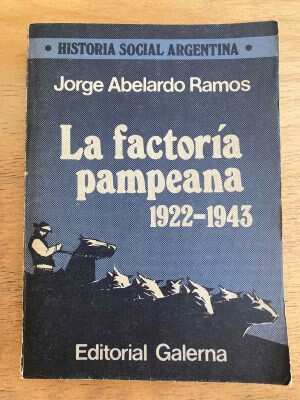 • HISTORIA SOCIAL ARGENTINA •
Jorge Abelardo Ramos
La factoría
pampeana
1922-1943
Editorial Galerna